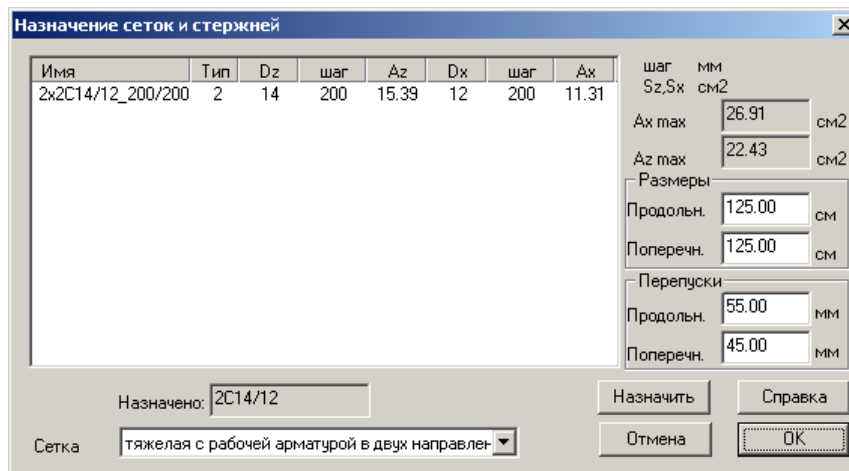 Назначение сеток и стержней
Имя Тип Dz шаг Az Dx шаг Ax
2x2С14/12_200/200 2 14 200 15.39 12 200 11.31
шаг мм
Sz,Sx см2
Ax max 26.91 см2
Az max 22.43 см2
Размеры
Продольн. 125.00 см
Поперечн. 125.00 см
Перепуски
Продольн. 55.00 мм
Поперечн. 45.00 мм
Назначено: 2С14/12
Назначить Справка
Сетка тяжелая с рабочей арматурой в двух направлен
Отмена OK